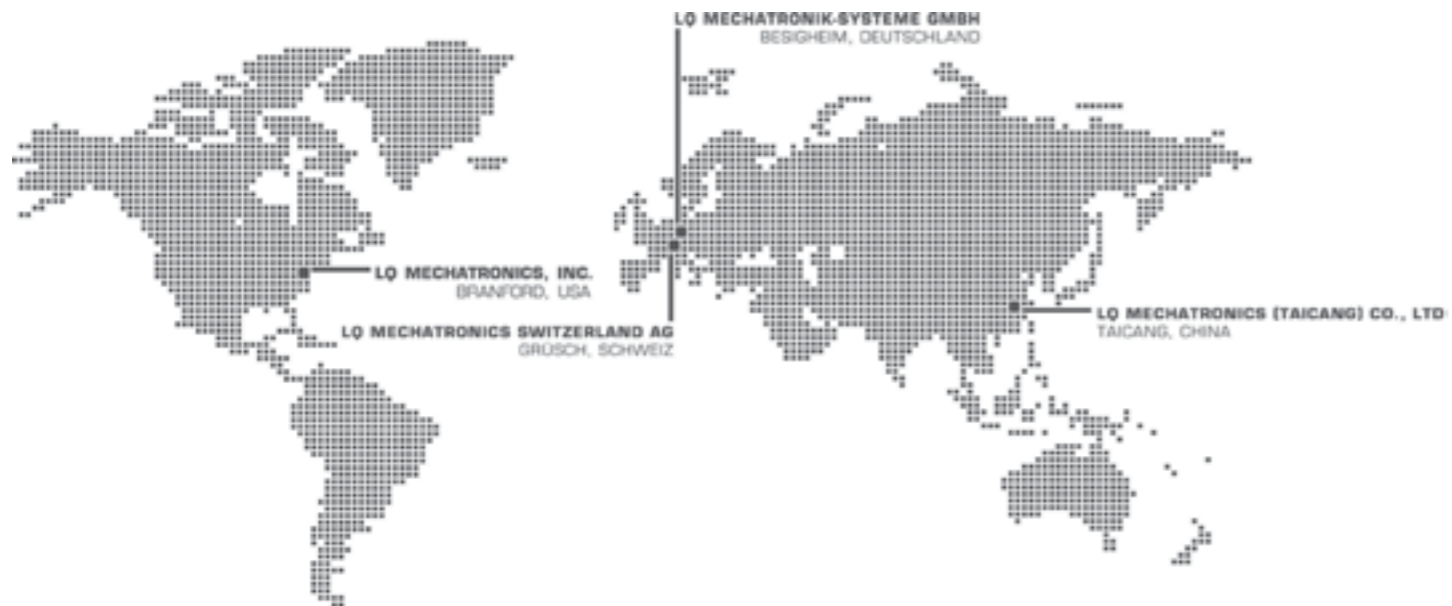 LQ MECHATRONIK-SYSTEME GMBH
BESIGHEIM, DEUTSCHLAND
LQ MECHATRONICS, INC.
BRANFORD, USA
LQ MECHATRONICS SWITZERLAND AG
GRÜSCH, SCHWEIZ
LQ MECHATRONICS (TAICANG) CO., LTD
TAICANG, CHINA